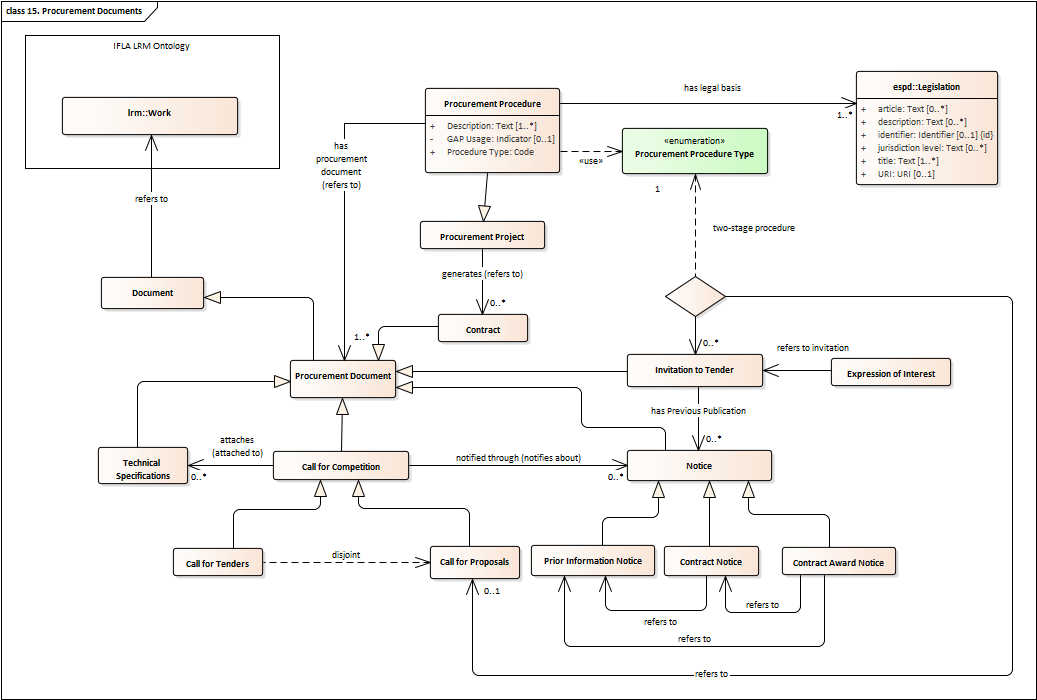 class 15. Procurement Documents
IFLA LRM Ontology
lrm::Work
refers to
Document
Procurement Procedure
+ Description: Text [1..*]
- GAP Usage: Indicator [0..1]
+ Procedure Type: Code
has legal basis
1..*
espd::Legislation
+ article: Text [0..*]
+ description: Text [0..*]
+ identifier: Identifier [0..1] {id}
+ jurisdiction level: Text [0..*]
+ title: Text [1..*]
+ URI: URI [0..1]
«use»
«enumeration»
Procurement Procedure Type
1
two-stage procedure
has
procurement
document
(refers to)
1..*
Procurement Project
generates (refers to)
0..*
Contract
Procurement Document
0..*
Invitation to Tender
refers to invitation
Expression of Interest
has Previous Publication
0..*
Technical
Specifications
attaches
(attached to)
0..*
Call for Competition
notified through (notifies about)
0..*
Notice
Call for Tenders
disjoint
Call for Proposals
0..1
Prior Information Notice
Contract Notice
Contract Award Notice
refers to
refers to
refers to
refers to